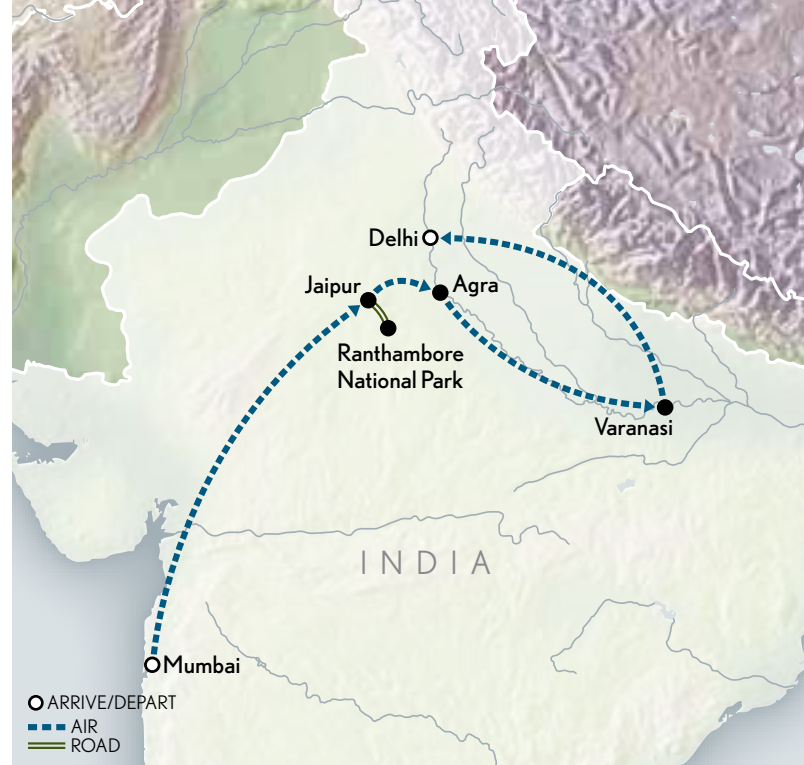 Delhi
Jaipur
Agra
Ranthambore
National Park
Varanasi
INDIA
Mumbai
ARRIVE/DEPART
AIR
ROAD